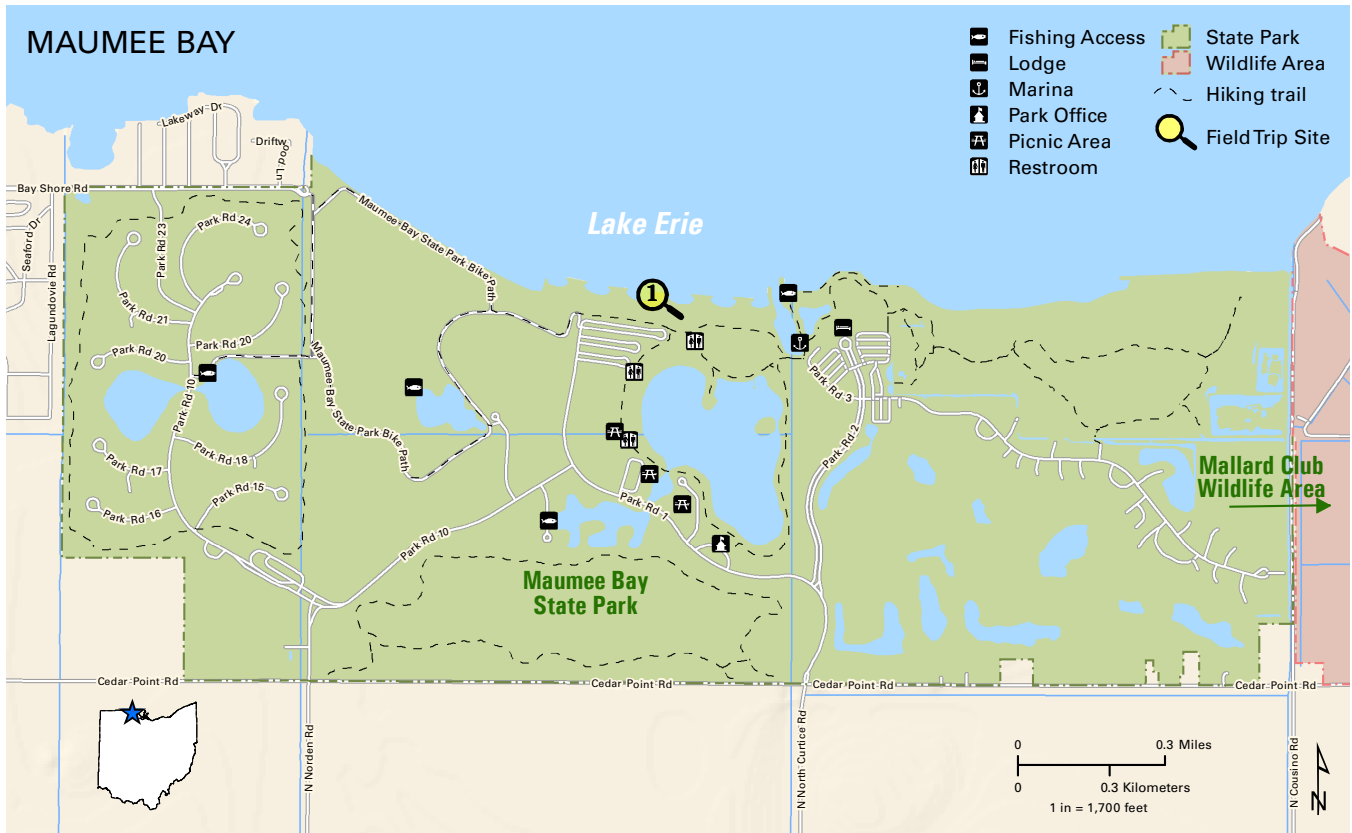 MAUMEE BAY
Fishing Access
Lodge
Marina
Park Office
Picnic Area
Restroom
State Park
Wildlife Area
Hiking trail
Field Trip Site
Lakeway Dr
Driftw
ood Ln
Bay Shore Rd
Seaford Dr
Lagundovie Rd
Park Rd 24
Park Rd 23
Maumee Bay State Park Bike
Path
Lake Erie
1
Park Rd 21
Park Rd 20
Park Rd 20
Park Rd 10
Maumee Bay State Park Bike
Path
Park Rd 3
Park Rd 2
Park Rd 17
Park Rd 18
Park Rd 15
Park Rd 16
Park Rd 1
Park Rd 10
Mallard Club
Wildlife Area
Maumee Bay
State Park
Cedar Point Rd
Cedar Point Rd
Cedar Point Rd
Cedar Point Rd
N Norden Rd
N North Curtice Rd
N Cousino Rd
0
0.3 Miles
0
0.3 Kilometers
1 in = 1,700 feet
N